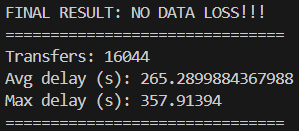 FINAL RESULT: NO DATA LOSS!!!
===============================
Transfers: 16044
Avg delay (s): 265.2899884367988
Max delay (s): 357.91394
===============================